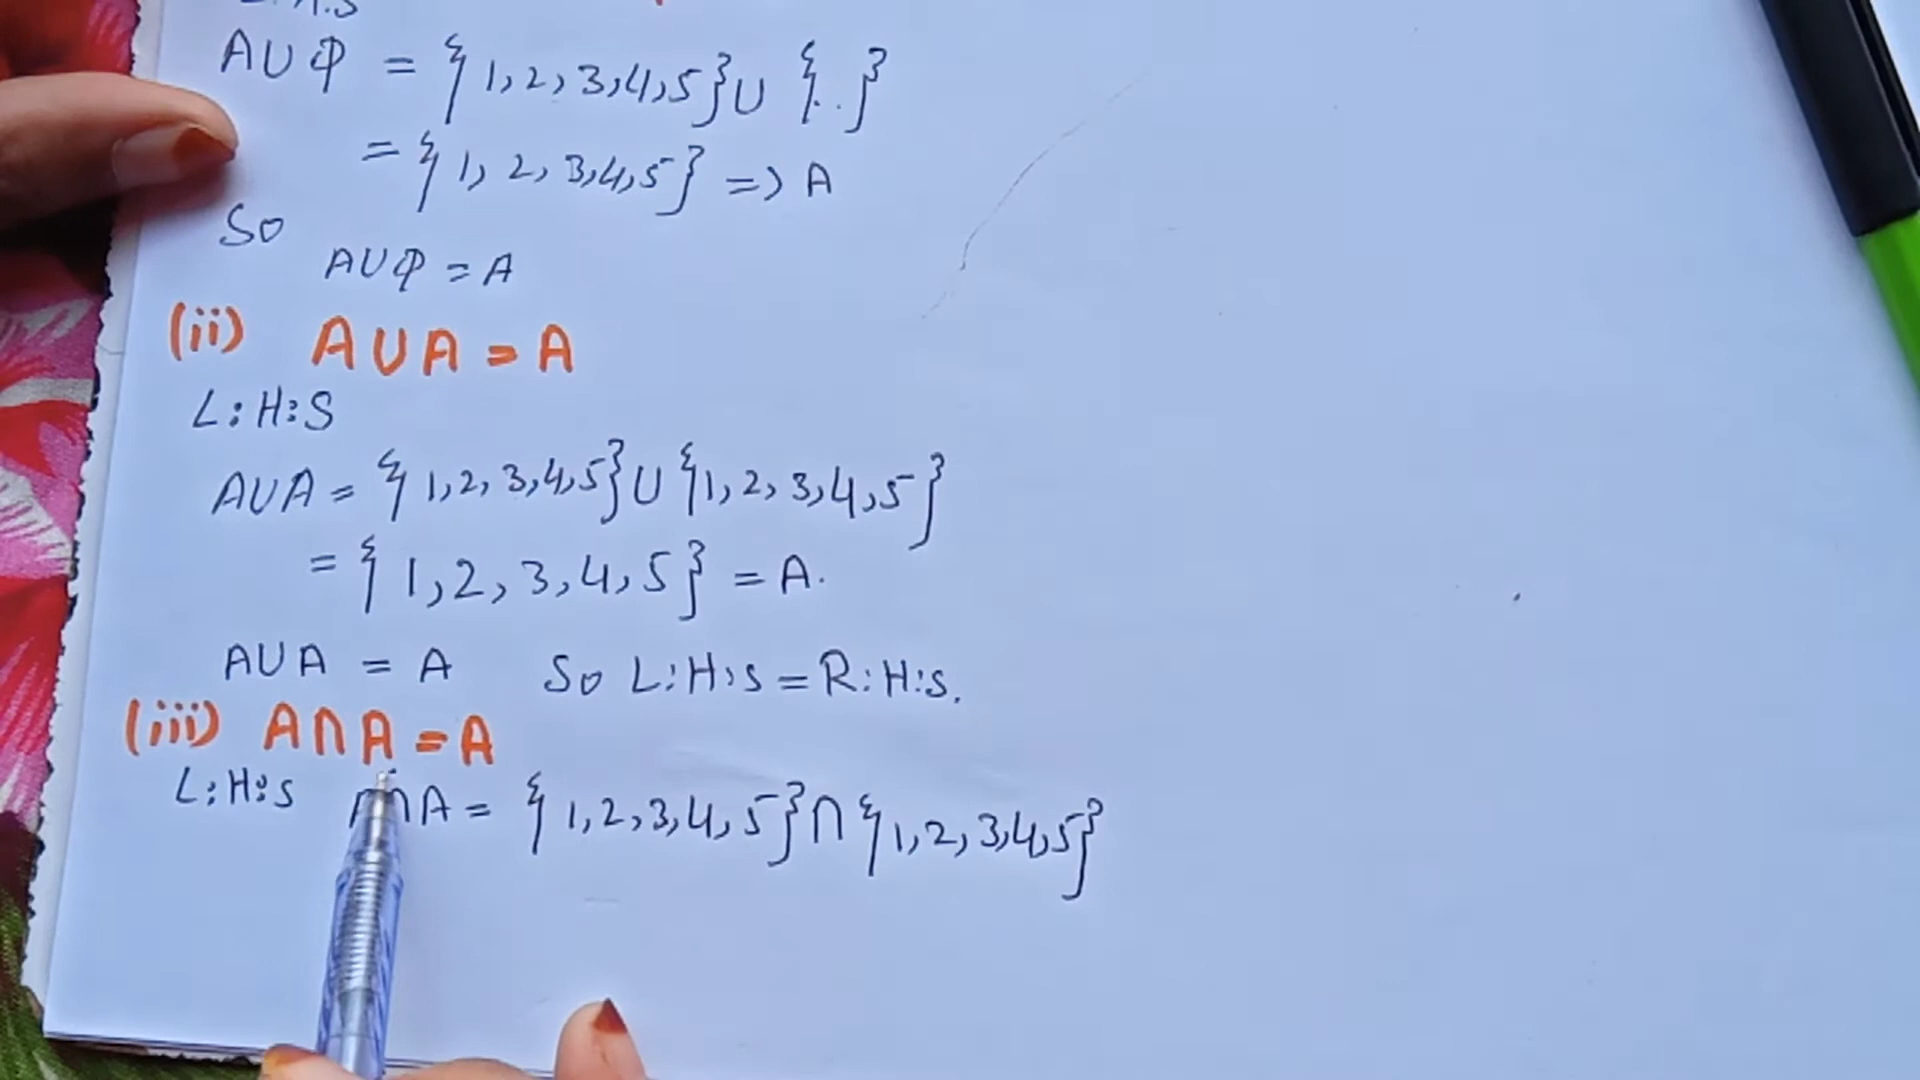 A∪Φ = {1,2,3,4,5}∪ {..}
= {1, 2, 3,4,5} => A
So
A∪Φ = A
(ii) A∪A = A
L:H:S
A∪A = {1,2,3,4,5}∪{1,2,3,4,5}
= {1,2,3,4,5} = A.
A∪A = A So L:H:S = R:H:S.
(iii) A∩A = A
L:H:S A∩A = {1,2,3,4,5}∩{1,2,3,4,5}